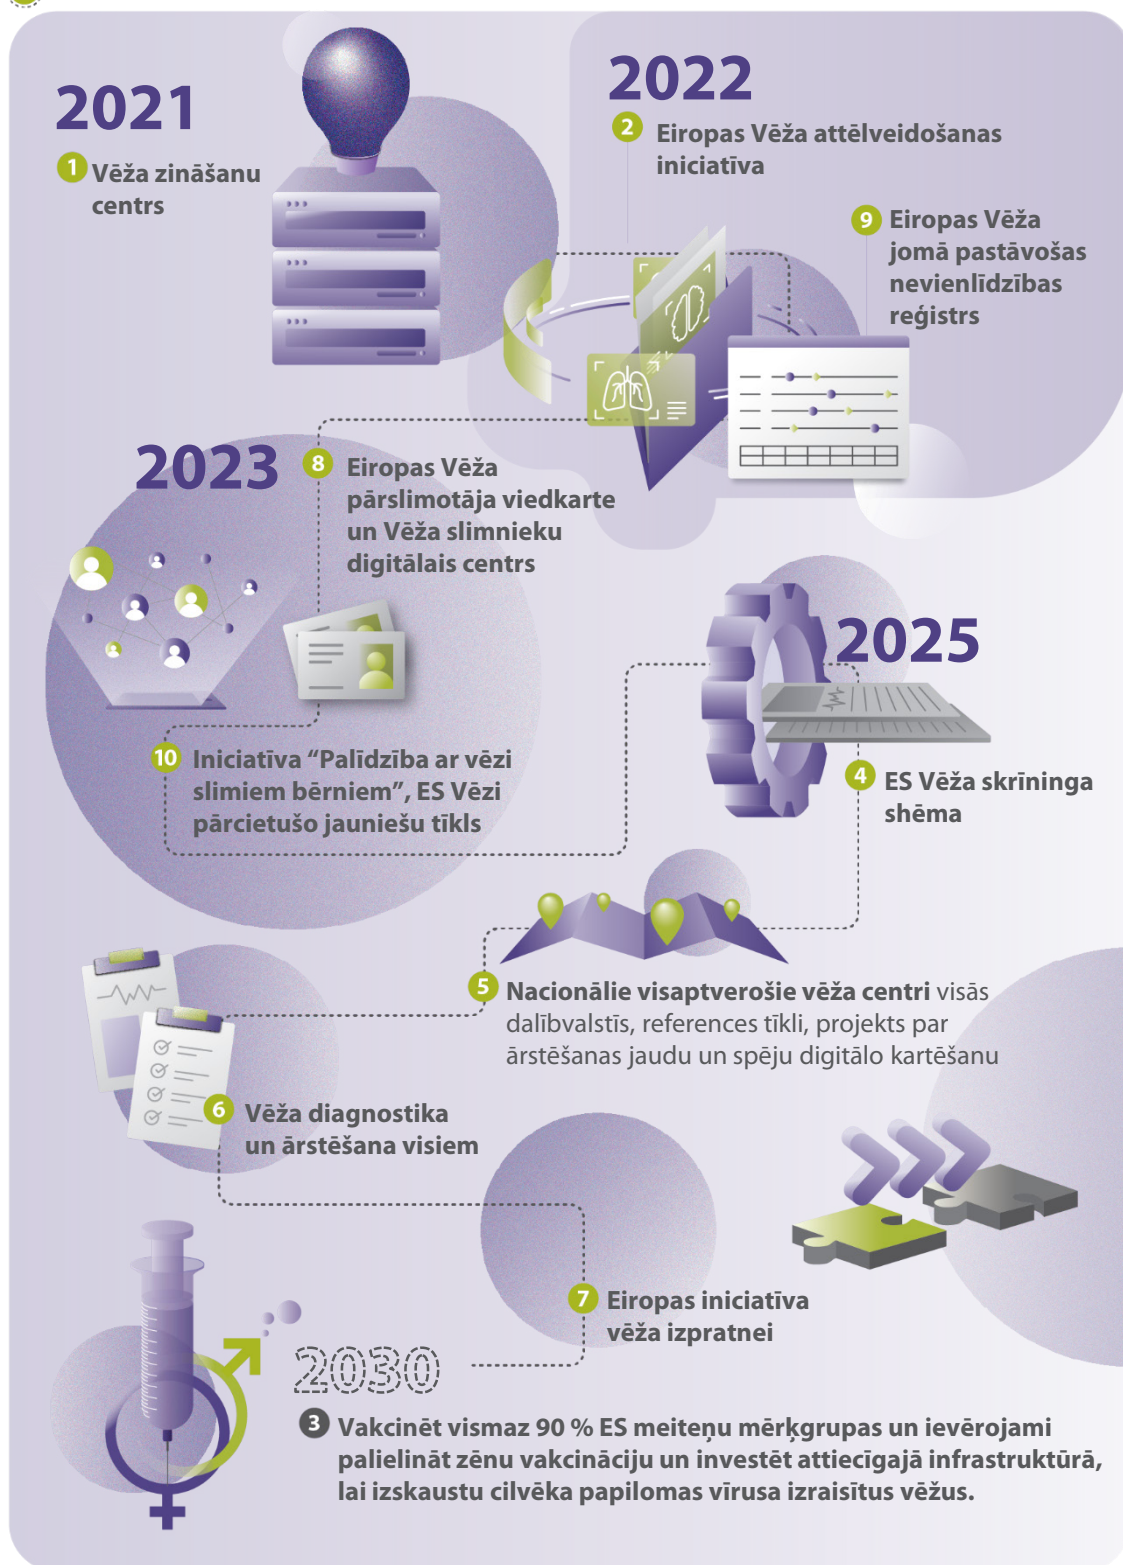 2021
1 Vēža zināšanu
centrs
2022
2 Eiropas Vēža attēlveidošanas
iniciatīva
9 Eiropas Vēža
jomā pastāvošas
nevienlīdzības
reģistrs
2023
8 Eiropas Vēža
pārslimotāja viedkarte
un Vēža slimnieku
digitālais centrs
10 Iniciatīva “Palīdzība ar vēzi
slimiem bērniem”, ES Vēzi
pārcietušo jauniešu tīkls
2025
4 ES Vēža skrīninga
shēma
5 Nacionālie visaptverošie vēža centri visās
dalībvalstīs, references tīkli, projekts par
ārstēšanas jaudu un spēju digitālo kartēšanu
6 Vēža diagnostika
un ārstēšana visiem
7 Eiropas iniciatīva
vēža izpratnei
2030
3 Vakcinēt vismaz 90 % ES meiteņu mērķgrupas un ievērojami
palielināt zēnu vakcināciju un investēt attiecīgajā infrastruktūrā,
lai izskaustu cilvēka papilomas vīrusa izraisītus vēžus.